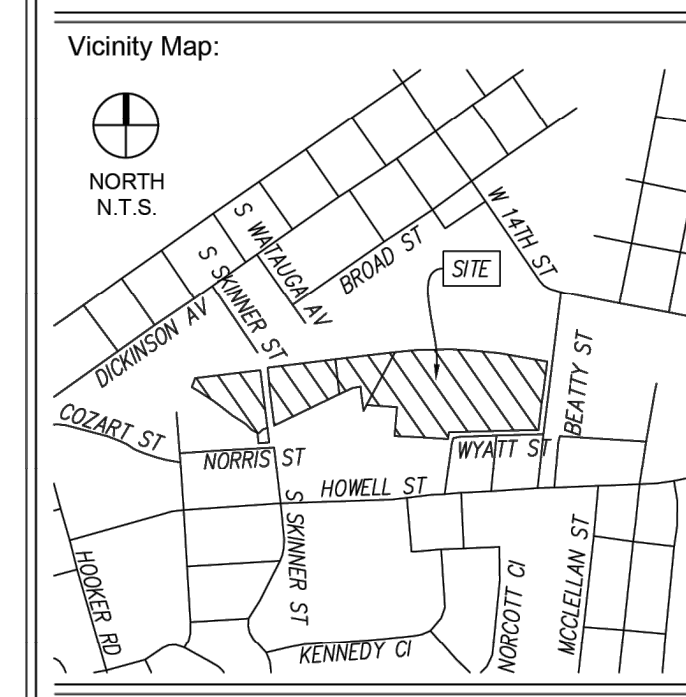 Vicinity Map:
NORTH
N.T.S.
S WATAUGA AV
S SKINNER ST
BROAD ST
W 14TH ST
SITE
DICKINSON AV
BEATTY ST
COZART ST
NORRIS ST
WYATT ST
HOWELL ST
S SKINNER ST
HOOKER RD
KENNEDY CI
NORCOTT CI
MCCLELLAN ST